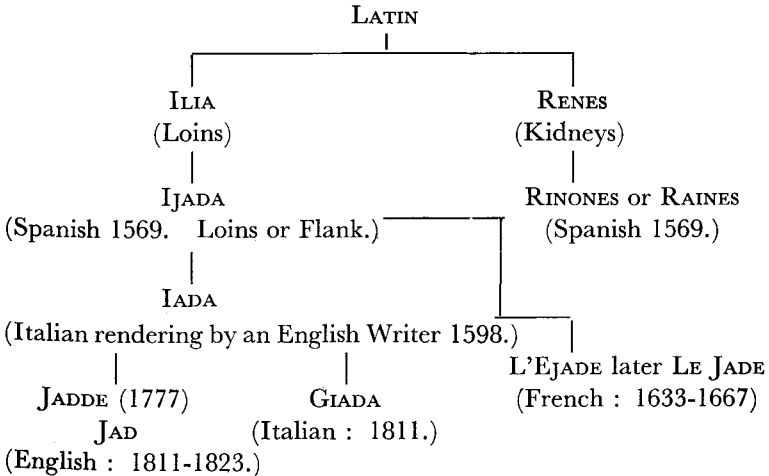 LATIN
ILIA
(Loins)
RENES
(Kidneys)
IJADA
(Spanish 1569. Loins or Flank.)
RINONES or RAINES
(Spanish 1569.)
IADA
(Italian rendering by an English Writer 1598.)
L'EJADE later LE JADE
(French : 1633-1667)
JADDE (1777)
JAD
(English : 1811-1823.)
GIADA
(Italian : 1811.)